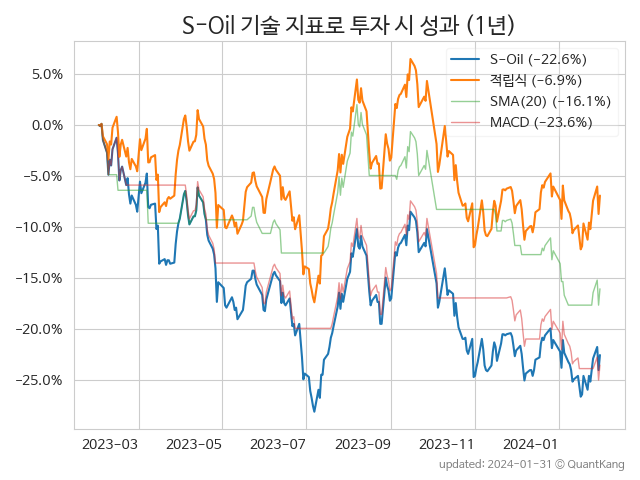 S-Oil 기술 지표로 투자 시 성과 (1년)
S-Oil (−22.6%)
적립식 (−6.9%)
SMA(20) (−16.1%)
MACD (−23.6%)
5.0%
0.0%
−5.0%
−10.0%
−15.0%
−20.0%
−25.0%
2023-03 2023-05 2023-07 2023-09 2023-11 2024-01
updated: 2024-01-31 © QuantKang